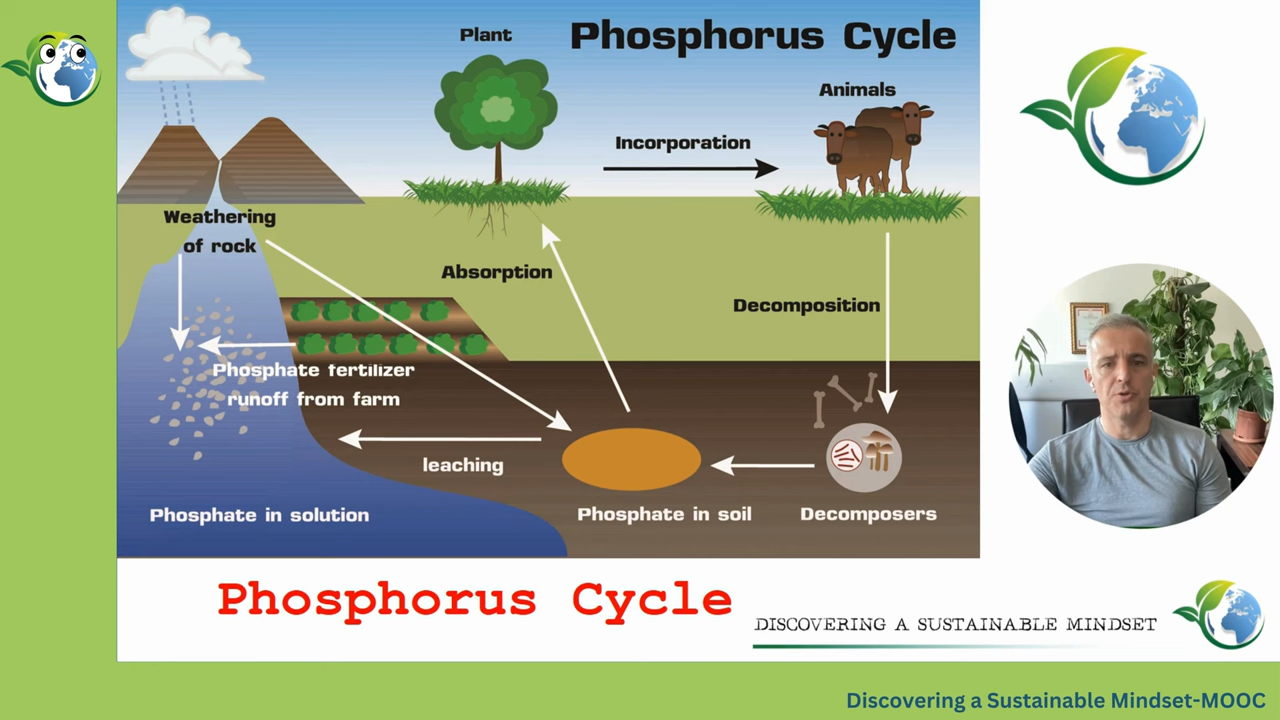 Phosphorus Cycle
Plant
Animals
Incorporation
Weathering
of rock
Absorption
Decomposition
Phosphate fertilizer
runoff from farm
leaching
Phosphate in solution
Phosphate in soil
Decomposers
Phosphorus Cycle
DISCOVERING A SUSTAINABLE MINDSET
Discovering a Sustainable Mindset-MOOC